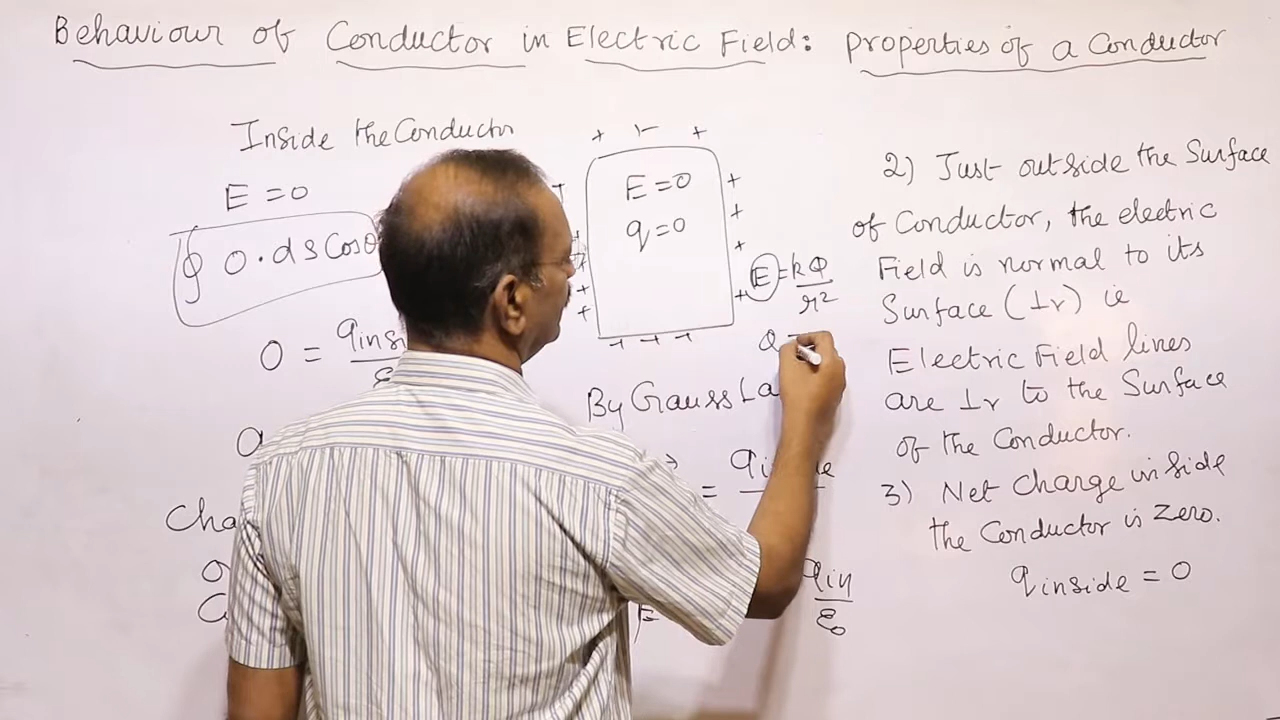 Behaviour of Conductor in Electric Field: Properties of a Conductor
Inside the Conductor
E = 0
∮ 0 · ds Cosθ
0 =
E = 0
q = 0
E = kQ/r²
By Gauss
=
qin/ε₀
2) Just outside the Surface
of Conductor, the electric
Field is normal to its
Surface (⊥r) ie
Electric Field lines
are ⊥r to the Surface
of the Conductor.
3) Net Charge inside
the Conductor is Zero.
qinside = 0